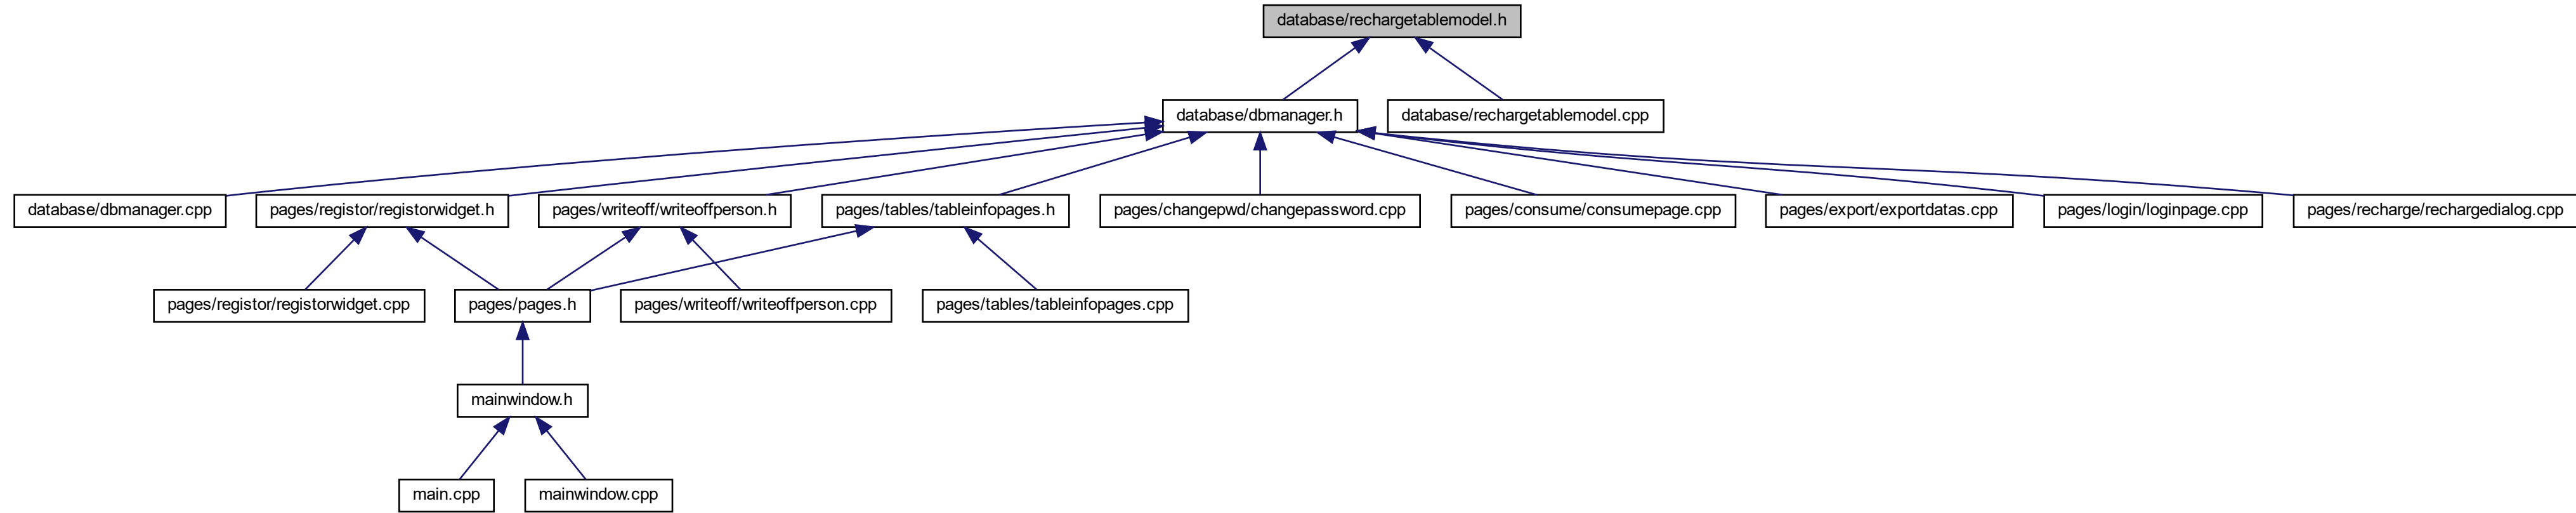 database/rechargetablemodel.h
database/dbmanager.h
database/rechargetablemodel.cpp
database/dbmanager.cpp
pages/registor/registorwidget.h
pages/writeoff/writeoffperson.h
pages/tables/tableinfopages.h
pages/changepwd/changepassword.cpp
pages/consume/consumepage.cpp
pages/export/exportdatas.cpp
pages/login/loginpage.cpp
pages/recharge/rechargedialog.cpp
pages/registor/registorwidget.cpp
pages/pages.h
pages/writeoff/writeoffperson.cpp
pages/tables/tableinfopages.cpp
mainwindow.h
main.cpp
mainwindow.cpp